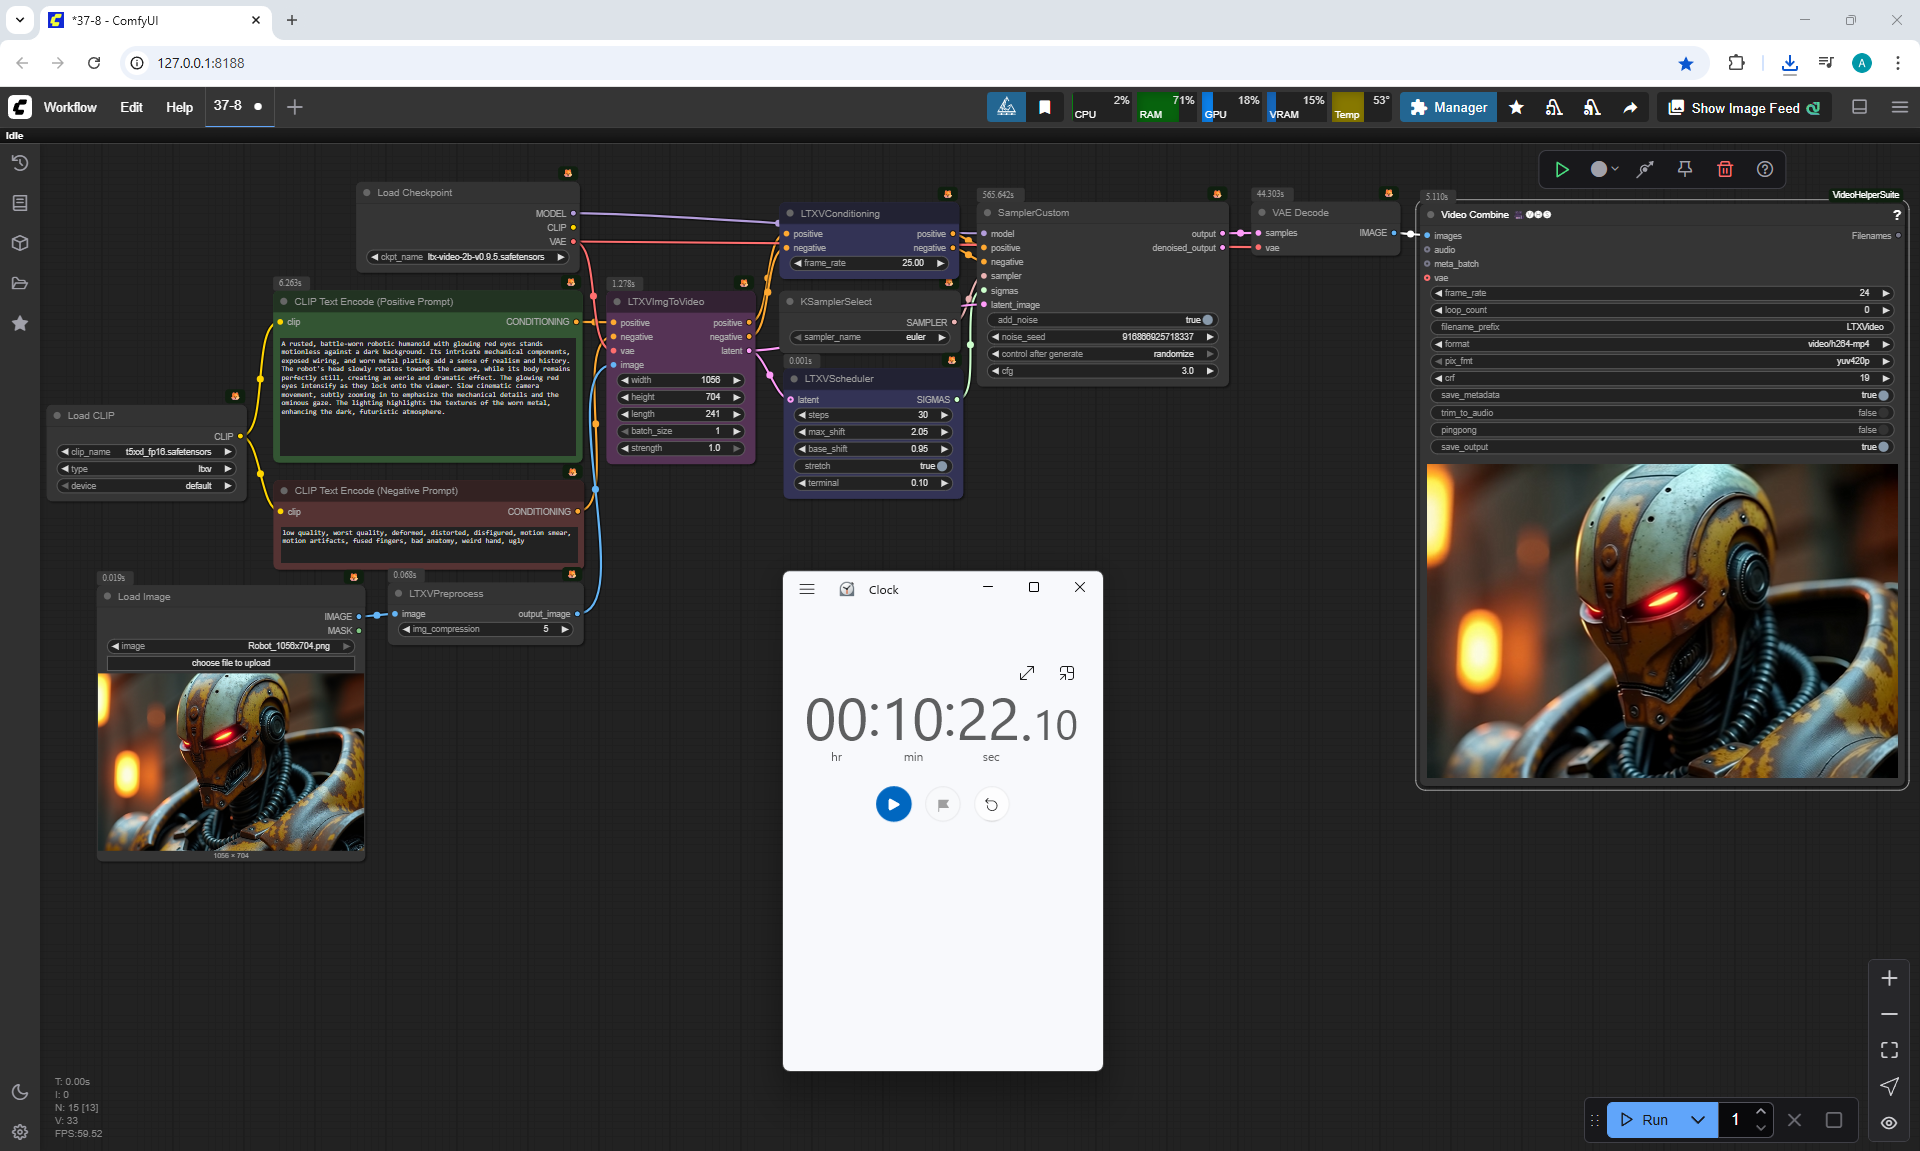 *37-8 - ComfyUI
127.0.0.1:8188
Workflow
Edit
Help
37-8
CPU 2%
RAM 71%
GPU 18%
VRAM 15%
Temp 53°
Manager
Show Image Feed
Idle
Load Checkpoint
MODEL
CLIP
VAE
ckpt_name ltx-video-2b-v0.9.5.safetensors
6.263s
CLIP Text Encode (Positive Prompt)
clip
CONDITIONING
A rusted, battle-worn robotic humanoid with glowing red eyes stands
motionless against a dark background. Its intricate mechanical components,
exposed wiring, and worn metal plating add a sense of realism and history.
The robot's head slowly rotates towards the camera, while its body remains
perfectly still, creating an eerie and dramatic effect. The glowing red
eyes intensify as they lock onto the viewer. Slow cinematic camera
movement, subtly zooming in to emphasize the mechanical details and the
ominous gaze. The lighting highlights the textures of the worn metal,
enhancing the dark, futuristic atmosphere.
Load CLIP
CLIP
clip_name t5xxl_fp16.safetensors
type ltxv
device default
CLIP Text Encode (Negative Prompt)
clip
CONDITIONING
low quality, worst quality, deformed, distorted, disfigured, motion smear,
motion artifacts, fused fingers, bad anatomy, weird hand, ugly
0.019s
Load Image
IMAGE
MASK
image Robot_1056x704.png
choose file to upload
1056 × 704
0.068s
LTXVPreprocess
image output_image
img_compression 5
1.278s
LTXVImgToVideo
positive positive
negative negative
vae latent
image
width 1056
height 704
length 241
batch_size 1
strength 1.0
LTXVConditioning
positive positive
negative negative
frame_rate 25.00
KSamplerSelect
SAMPLER
sampler_name euler
0.001s
LTXVScheduler
latent SIGMAS
steps 30
max_shift 2.05
base_shift 0.95
stretch true
terminal 0.10
565.642s
SamplerCustom
model output
positive denoised_output
negative
sampler
sigmas
latent_image
add_noise true
noise_seed 916866925718337
control after generate randomize
cfg 3.0
44.303s
VAE Decode
samples IMAGE
vae
5.110s
VideoHelperSuite
Video Combine
?
images Filenames
audio
meta_batch
vae
frame_rate 24
loop_count 0
filename_prefix LTXVideo
format video/h264-mp4
pix_fmt yuv420p
crf 19
save_metadata true
trim_to_audio false
pingpong false
save_output true
Clock
00:10:22.10
hr min sec
T: 0.00s
I: 0
N: 15 [13]
V: 33
FPS:59.52
Run
1
A